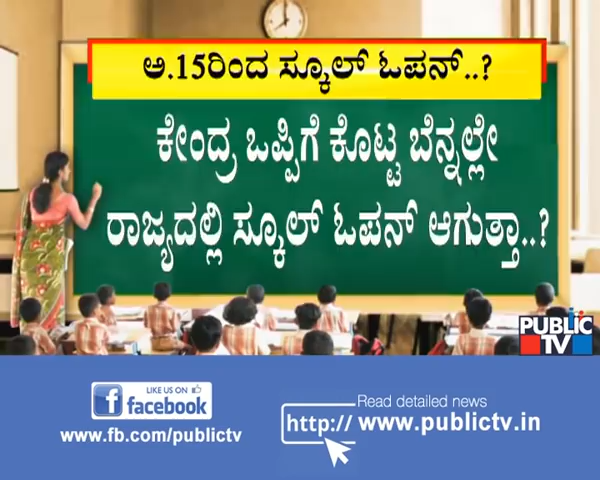 ಅ.15ರಿಂದ ಸ್ಕೂಲ್ ಓಪನ್..?
ಕೇಂದ್ರ ಒಪ್ಪಿಗೆ ಕೊಟ್ಟ ಬೆನ್ನಲ್ಲೇ
ರಾಜ್ಯದಲ್ಲಿ ಸ್ಕೂಲ್ ಓಪನ್ ಆಗುತ್ತಾ..?
PUBLIC
TV
LIKE US ON
facebook
www.fb.com/publictv
Read detailed news
http:// www.publictv.in